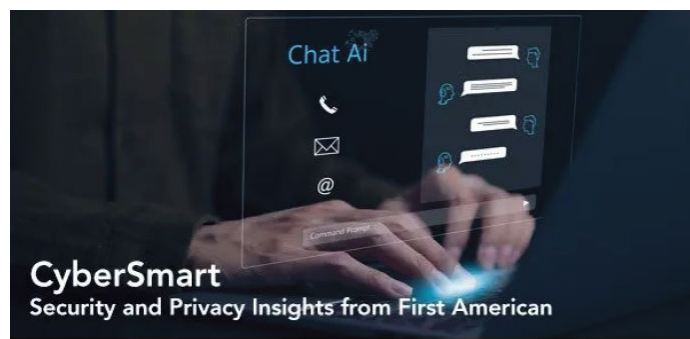 Chat Ai
@
Command Prompt
CyberSmart
Security and Privacy Insights from First American